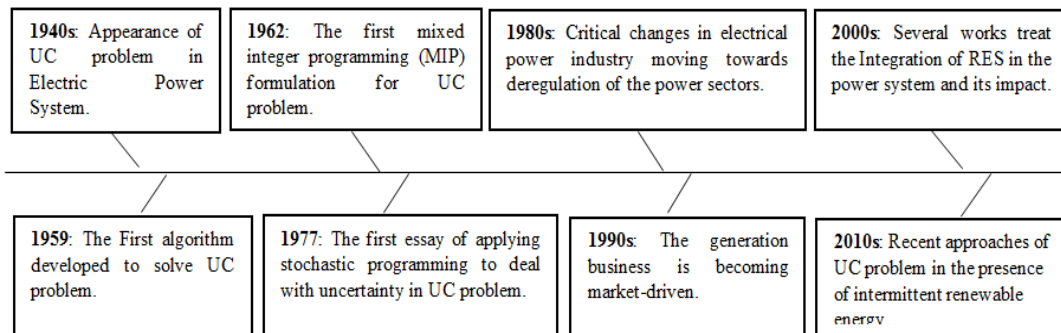 1940s: Appearance of
UC problem in
Electric Power
System.
1962: The first mixed
integer programming (MIP)
formulation for UC
problem.
1980s: Critical changes in electrical
power industry moving towards
deregulation of the power sectors.
2000s: Several works treat
the Integration of RES in the
power system and its impact.
1959: The First algorithm
developed to solve UC
problem.
1977: The first essay of applying
stochastic programming to deal
with uncertainty in UC problem.
1990s: The generation
business is becoming
market-driven.
2010s: Recent approaches of
UC problem in the presence
of intermittent renewable
energy